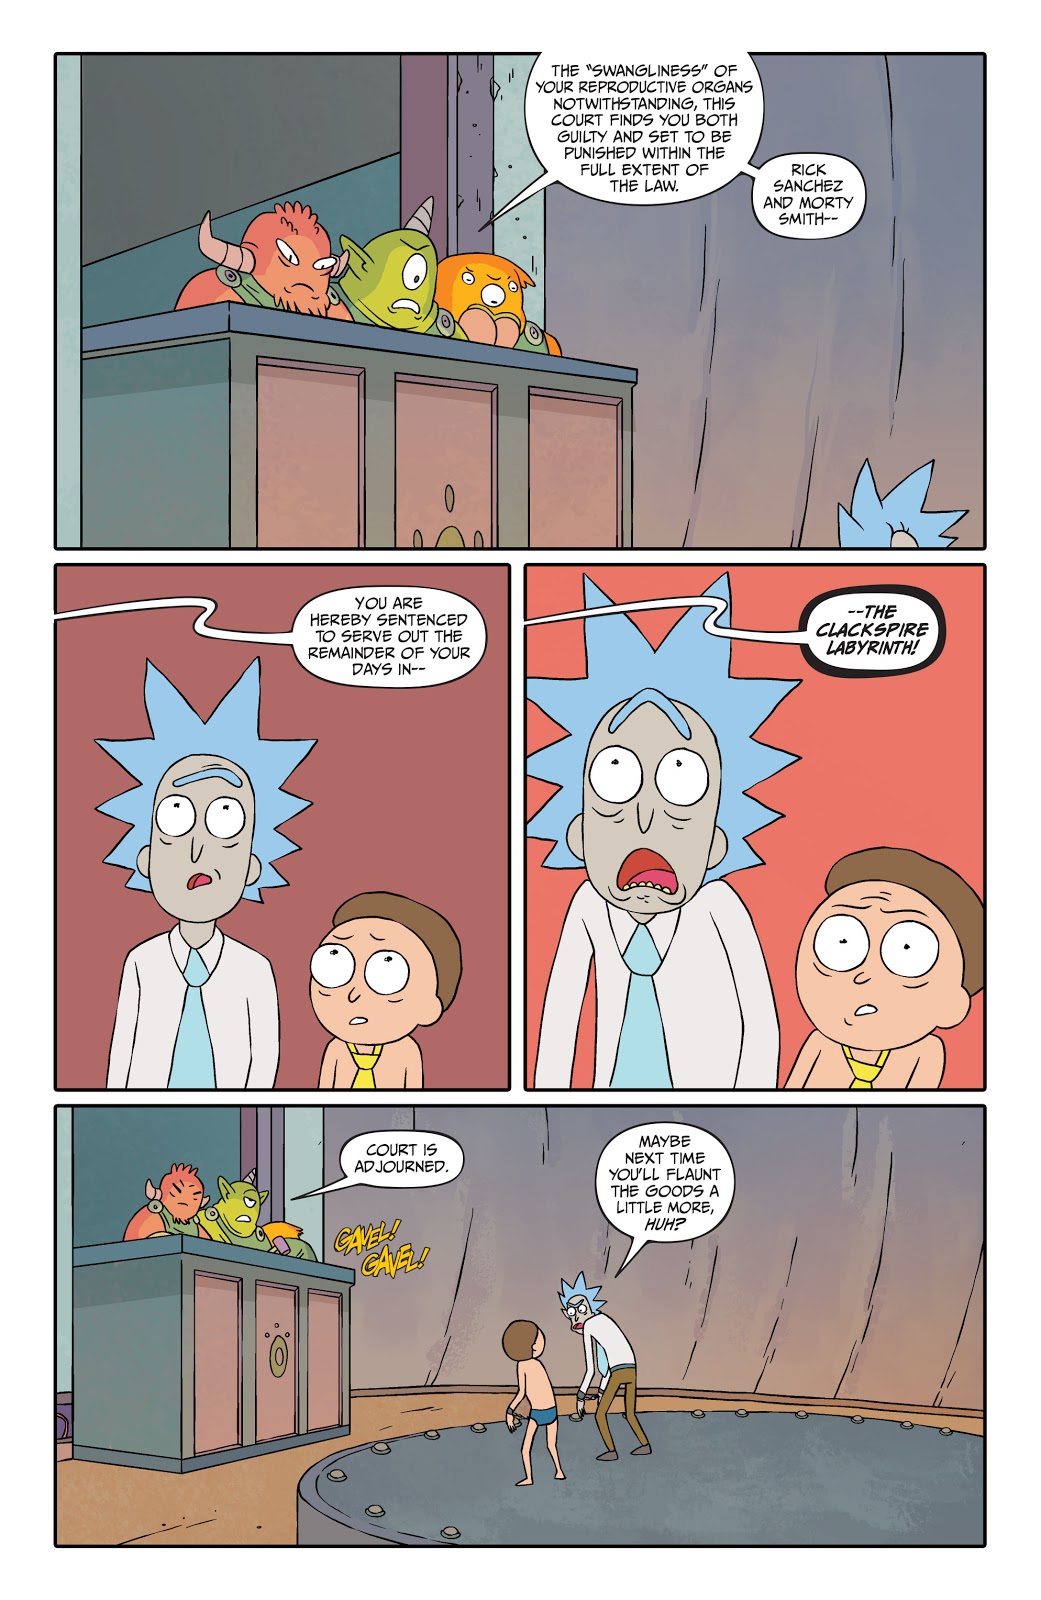 THE "SWANGLINESS" OF
YOUR REPRODUCTIVE ORGANS
NOTWITHSTANDING, THIS
COURT FINDS YOU BOTH
GUILTY AND SET TO BE
PUNISHED WITHIN THE
FULL EXTENT OF
THE LAW.
RICK
SANCHEZ
AND MORTY
SMITH--
YOU ARE
HEREBY SENTENCED
TO SERVE OUT THE
REMAINDER OF YOUR
DAYS IN--
--THE
CLACKSPIRE
LABYRINTH!
COURT IS
ADJOURNED.
GAVEL!
GAVEL!
MAYBE
NEXT TIME
YOU'LL FLAUNT
THE GOODS A
LITTLE MORE,
HUH?